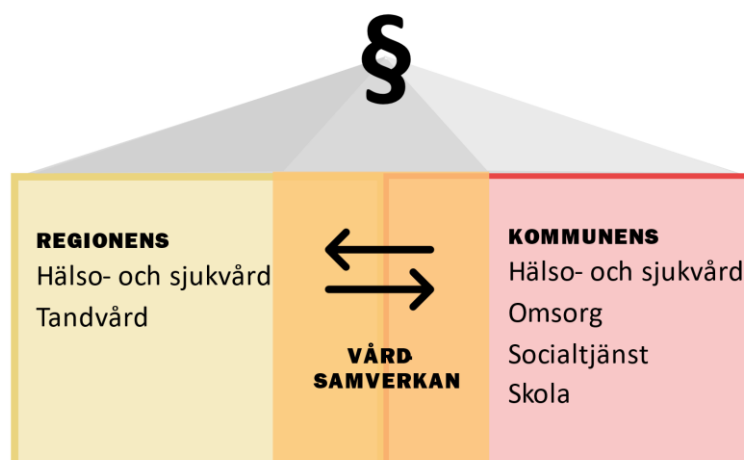 §
REGIONENS
Hälso- och sjukvård
Tandvård
VÅRD
SAMVERKAN
KOMMUNENS
Hälso- och sjukvård
Omsorg
Socialtjänst
Skola